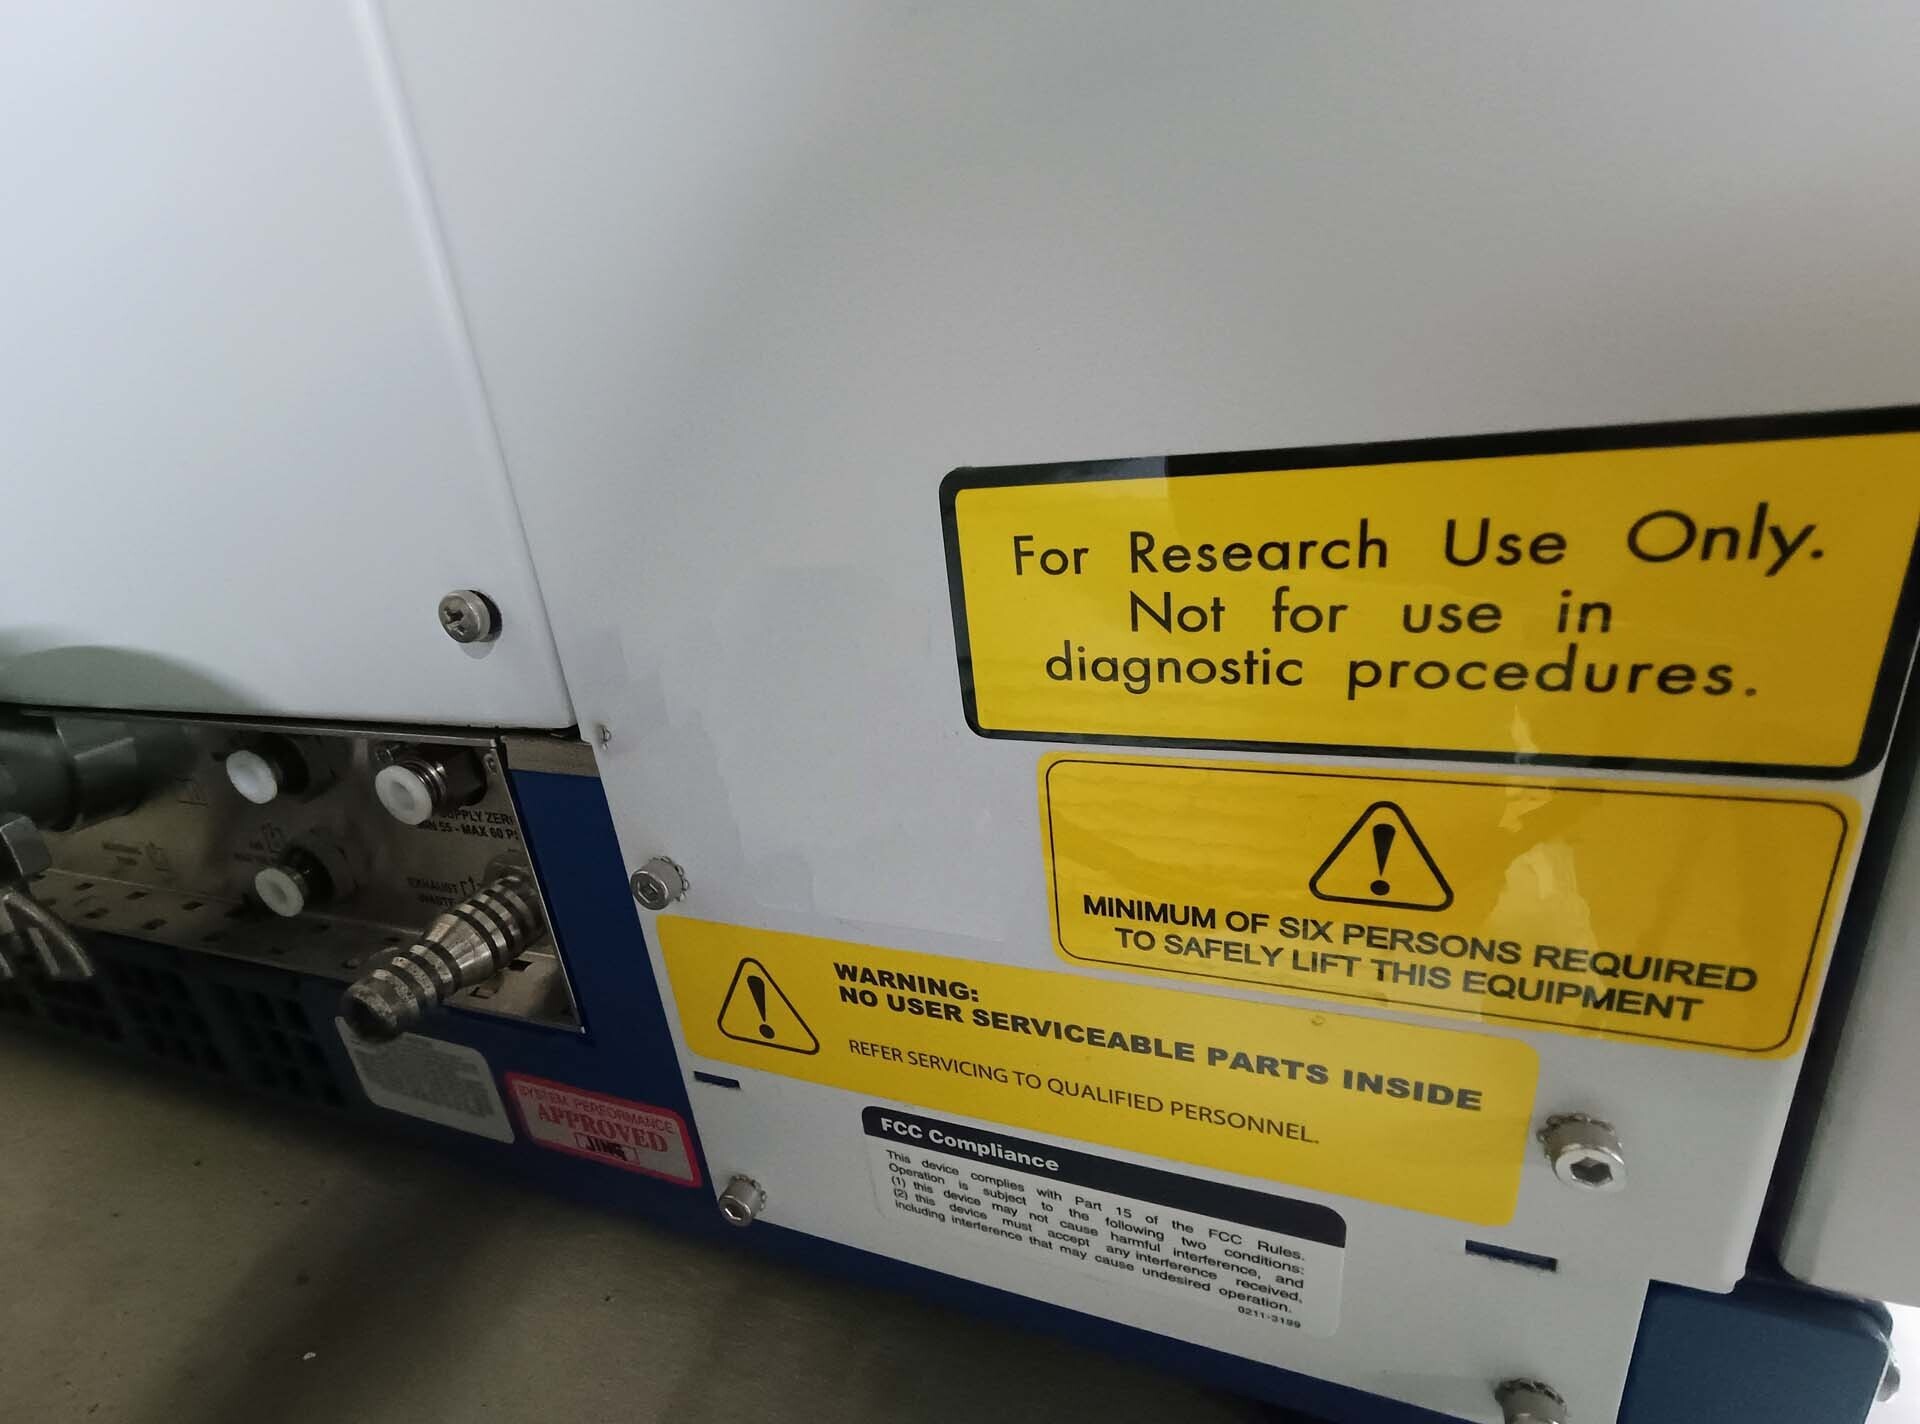 For Research Use Only.
Not for use in
diagnostic procedures.
MINIMUM OF SIX PERSONS REQUIRED
TO SAFELY LIFT THIS EQUIPMENT
WARNING:
NO USER SERVICEABLE PARTS INSIDE
REFER SERVICING TO QUALIFIED PERSONNEL.
FCC Compliance
This device complies with Part 15 of the FCC Rules.
Operation is subject to the following two conditions:
(1) this device may not cause harmful interference, and
(2) this device must accept any interference received,
including interference that may cause undesired operation.
0211-3199
SYSTEM PERFORMANCE
APPROVED
55 - MAX 60
EXHAUST
WASTE